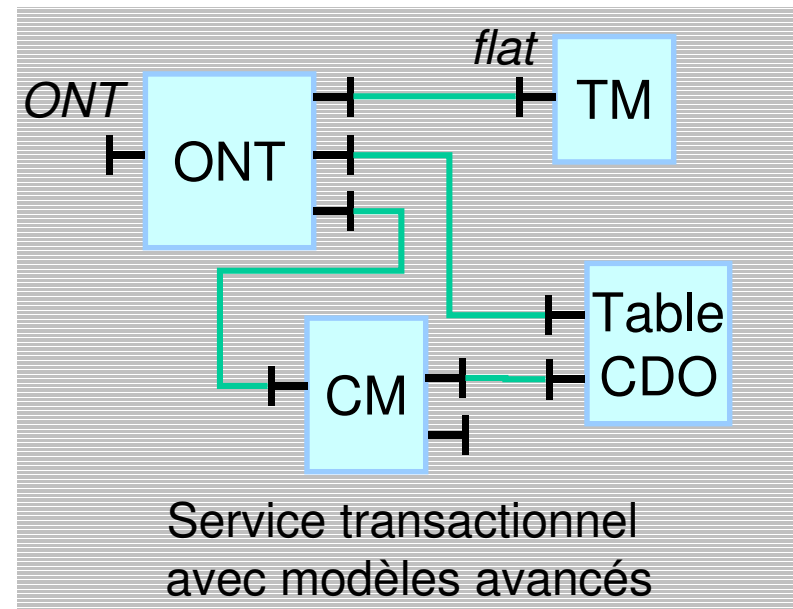 flat
TM
ONT
ONT
Table
CDO
CM
Service transactionnel
avec modèles avancés